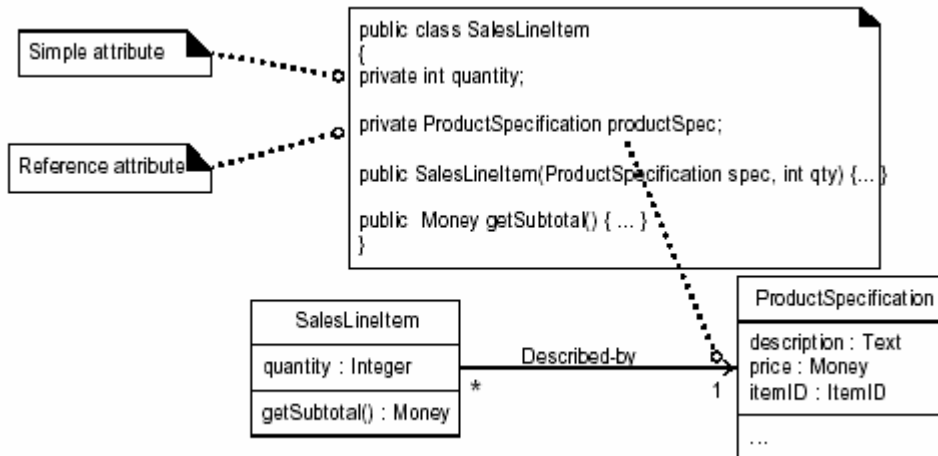 Simple attribute
Reference attribute
public class SalesLineItem
{
private int quantity;
private ProductSpecification productSpec;
public SalesLineItem(ProductSpecification spec, int qty) {... }
public Money getSubtotal() { ... }
}
SalesLineItem
quantity : Integer
getSubtotal() : Money
Described-by
*
1
ProductSpecification
description : Text
price : Money
itemID : ItemID
...